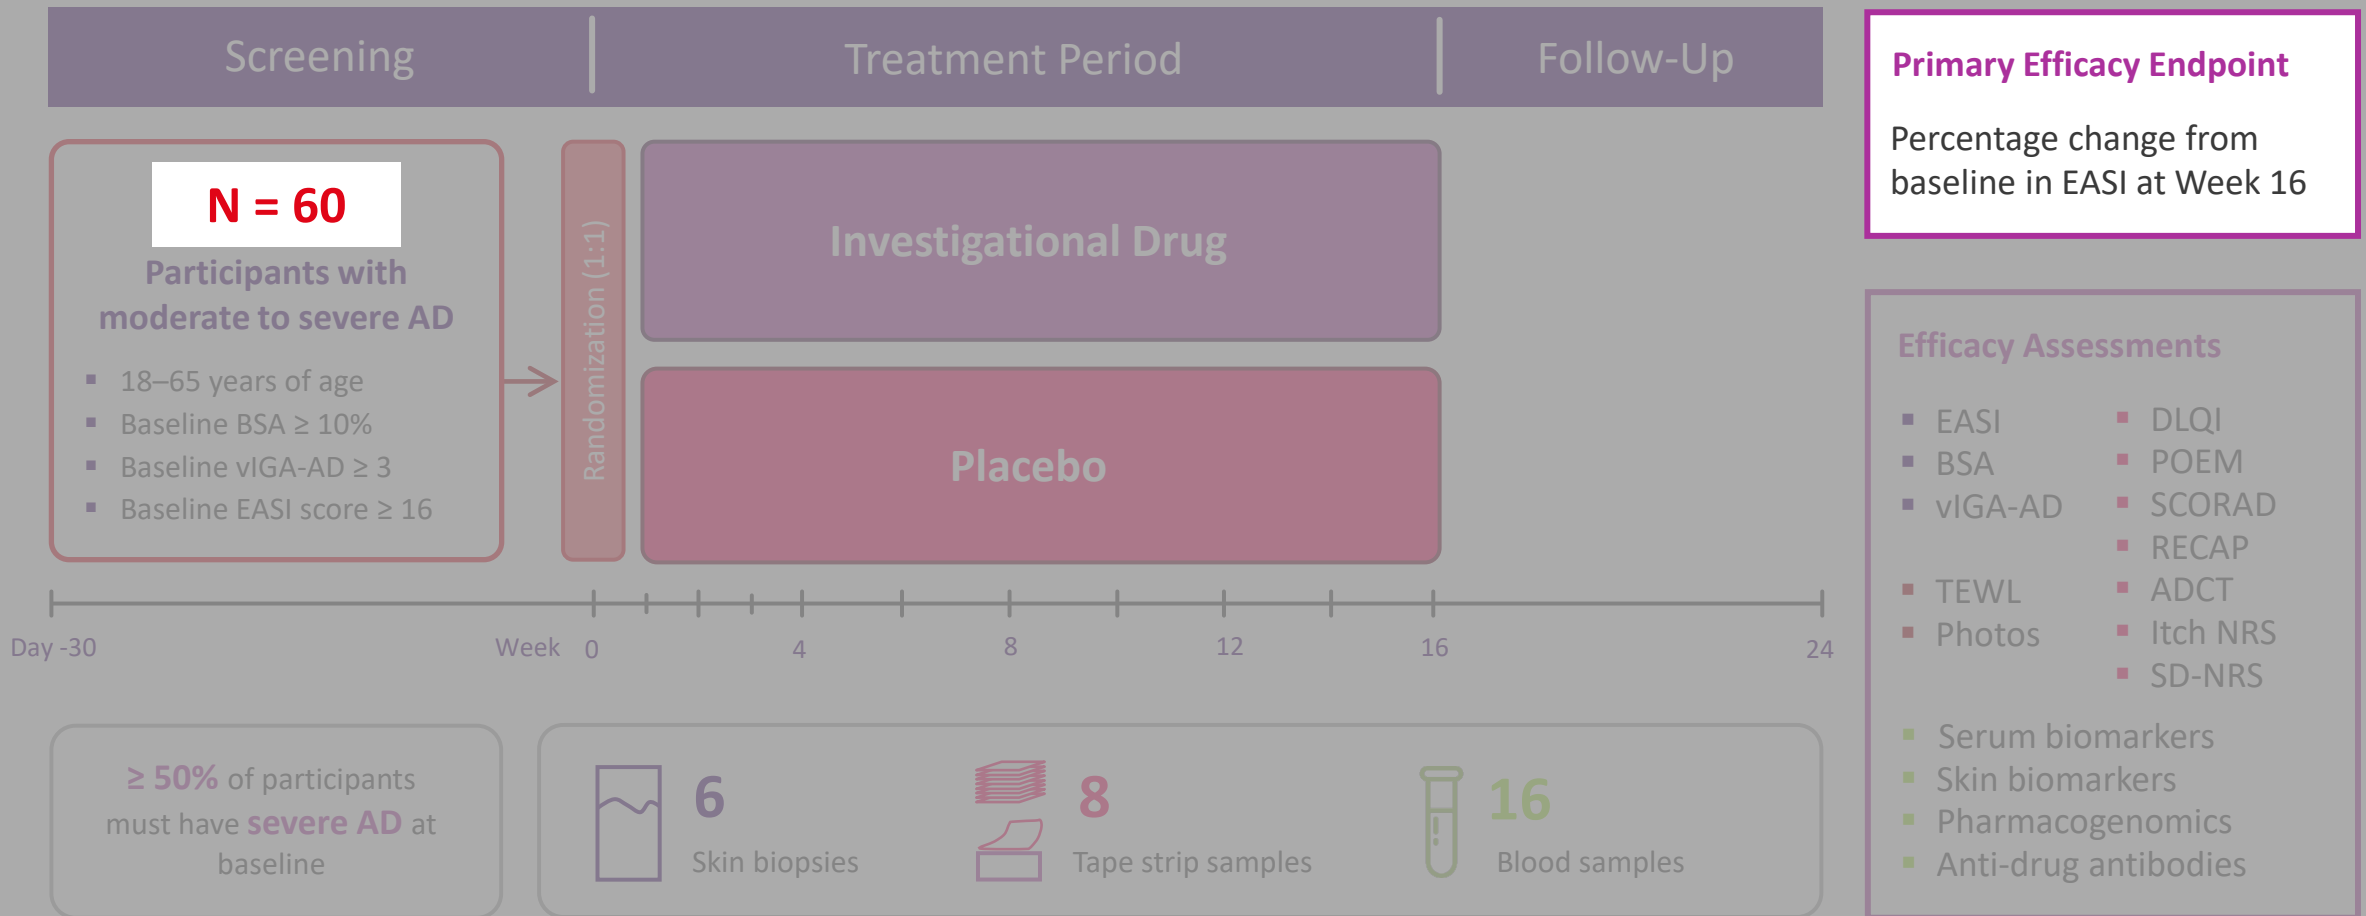 Screening
Treatment Period
Follow-Up
N = 60
Participants with
moderate to severe AD
▪ 18–65 years of age
▪ Baseline BSA ≥ 10%
▪ Baseline vIGA-AD ≥ 3
▪ Baseline EASI score ≥ 16
Randomization (1:1)
Investigational Drug
Placebo
Day -30
Week 0 4 8 12 16 24
≥ 50% of participants
must have severe AD at
baseline
6
Skin biopsies
8
Tape strip samples
16
Blood samples
Primary Efficacy Endpoint
Percentage change from
baseline in EASI at Week 16
Efficacy Assessments
▪ EASI
▪ BSA
▪ vIGA-AD
▪ TEWL
▪ Photos
▪ DLQI
▪ POEM
▪ SCORAD
▪ RECAP
▪ ADCT
▪ Itch NRS
▪ SD-NRS
▪ Serum biomarkers
▪ Skin biomarkers
▪ Pharmacogenomics
▪ Anti-drug antibodies